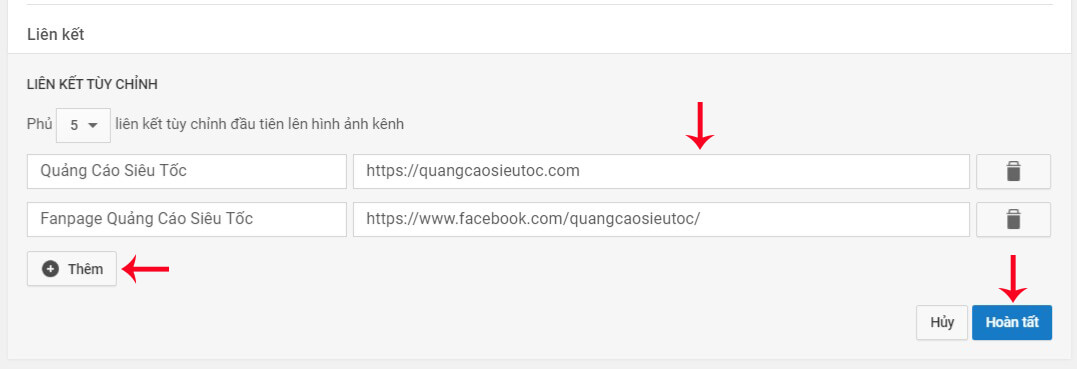 Liên kết
LIÊN KẾT TÙY CHỈNH
Phủ 5 liên kết tùy chỉnh đầu tiên lên hình ảnh kênh
Quảng Cáo Siêu Tốc https://quangcaosieutoc.com
Fanpage Quảng Cáo Siêu Tốc https://www.facebook.com/quangcaosieutoc/
Thêm
Hủy Hoàn tất